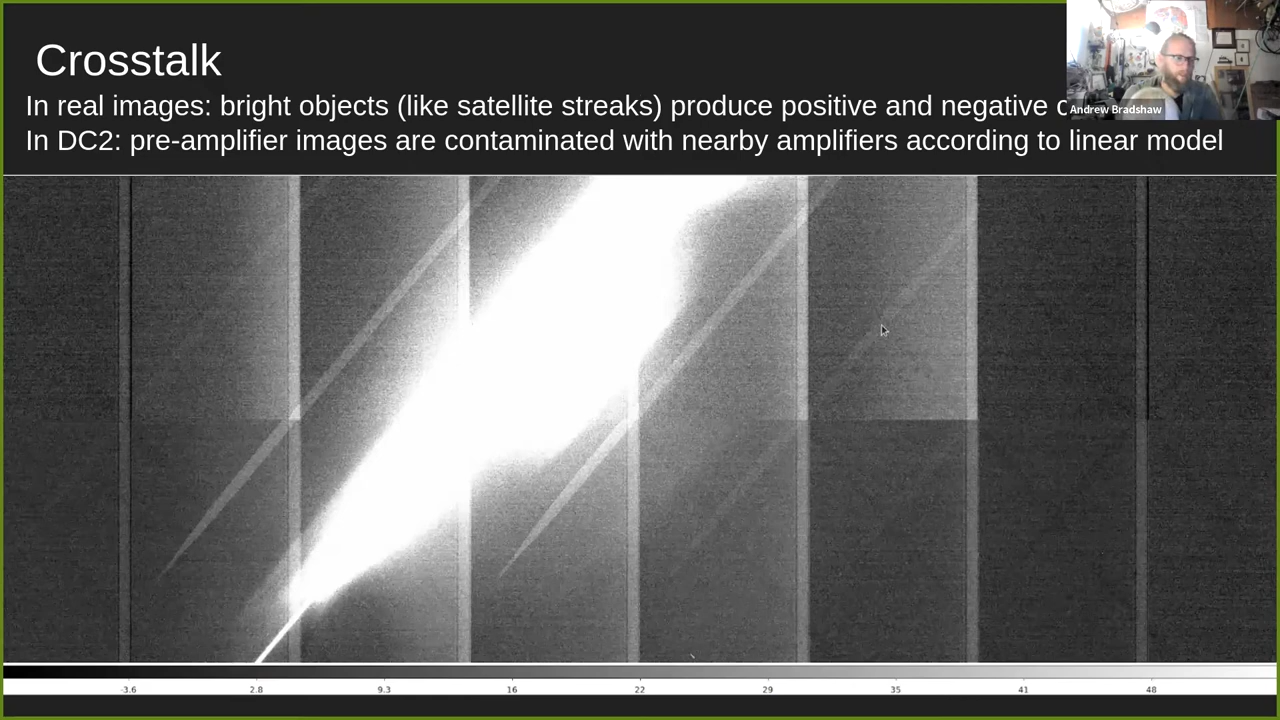 Crosstalk
In real images: bright objects (like satellite streaks) produce positive and negative
In DC2: pre-amplifier images are contaminated with nearby amplifiers according to linear model
Andrew Bradshaw
-3.6 2.8 9.3 16 22 29 35 41 48